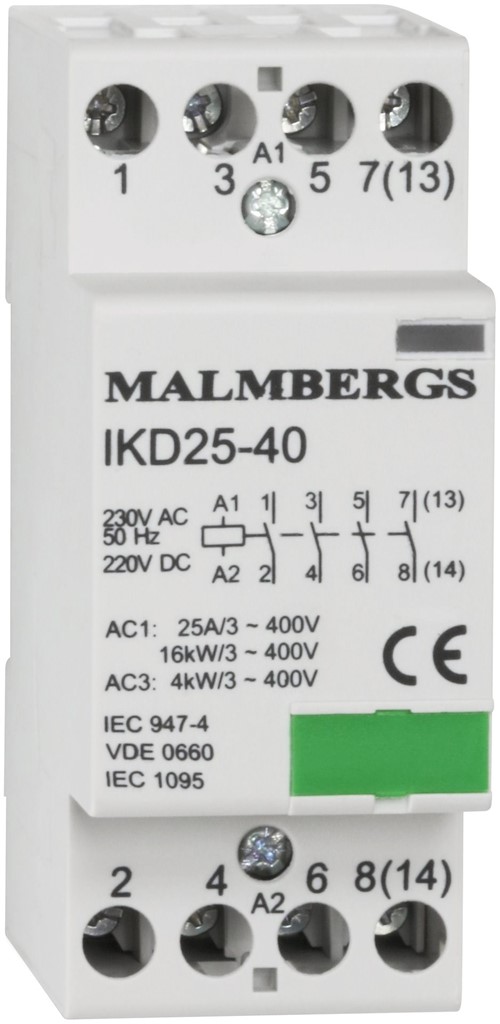 A1
1 3 5 7(13)
MALMBERGS
IKD25-40
230V AC
50 Hz
220V DC
A1 1 3 5 7 (13)
A2 2 4 6 8 (14)
AC1: 25A/3 ~ 400V
16kW/3 ~ 400V
AC3: 4kW/3 ~ 400V
CE
IEC 947-4
VDE 0660
IEC 1095
2 4 6 8(14)
A2